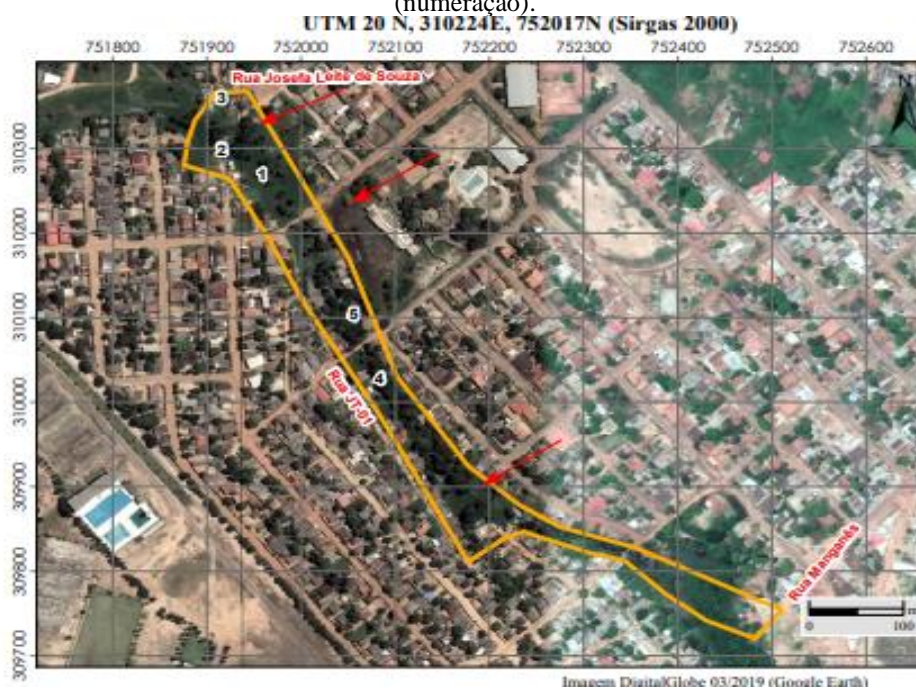 (numeração).
UTM 20 N, 310224E, 752017N (Sirgas 2000)
751800 751900 752000 752100 752200 752300 752400 752500 752600
N
Rua Josefa Leite de Souza
3
2
1
310300
310200
5
310100
4
Rua JT-01
310000
309900
309800
Rua Manganês
0 100
309700
Imagem DigitalGlobe 03/2019 (Google Earth)